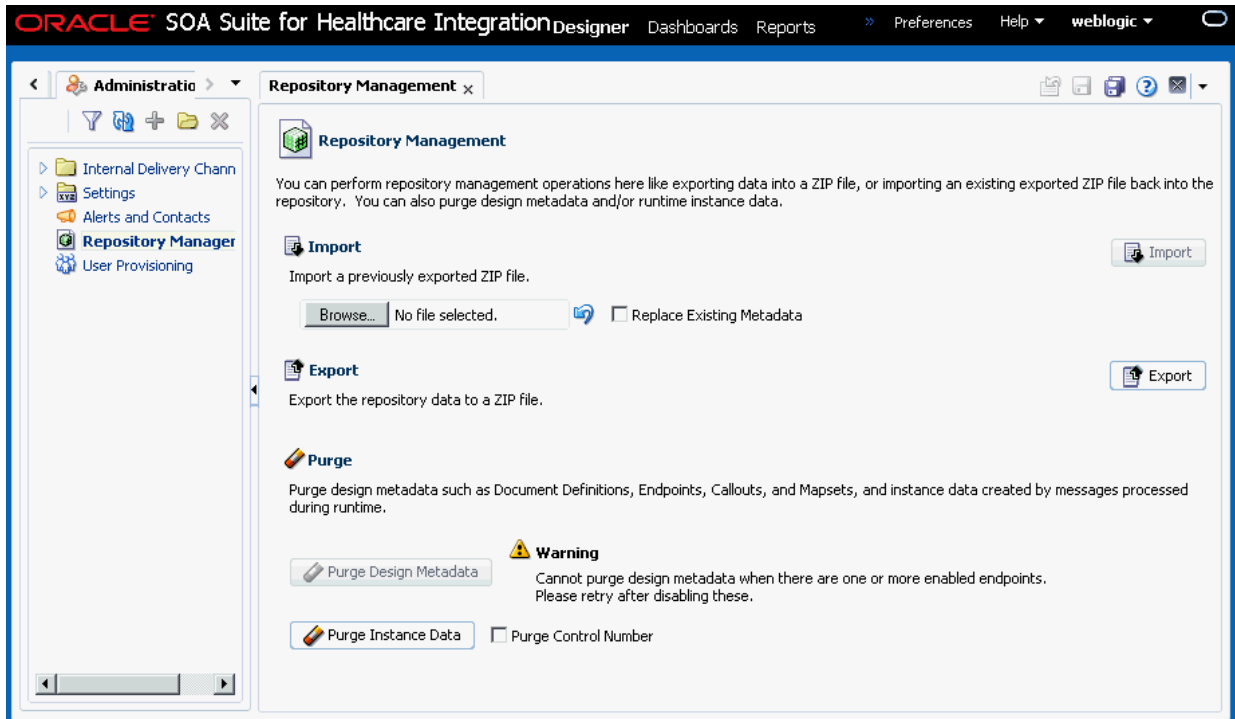 ORACLE SOA Suite for Healthcare Integration Designer Dashboards Reports » Preferences Help weblogic
Administratio
Repository Management
Internal Delivery Chann
Settings
Alerts and Contacts
Repository Manager
User Provisioning
Repository Management
You can perform repository management operations here like exporting data into a ZIP file, or importing an existing exported ZIP file back into the
repository. You can also purge design metadata and/or runtime instance data.
Import
Import
Import a previously exported ZIP file.
Browse... No file selected. Replace Existing Metadata
Export
Export
Export the repository data to a ZIP file.
Purge
Purge design metadata such as Document Definitions, Endpoints, Callouts, and Mapsets, and instance data created by messages processed
during runtime.
Purge Design Metadata
Warning
Cannot purge design metadata when there are one or more enabled endpoints.
Please retry after disabling these.
Purge Instance Data Purge Control Number